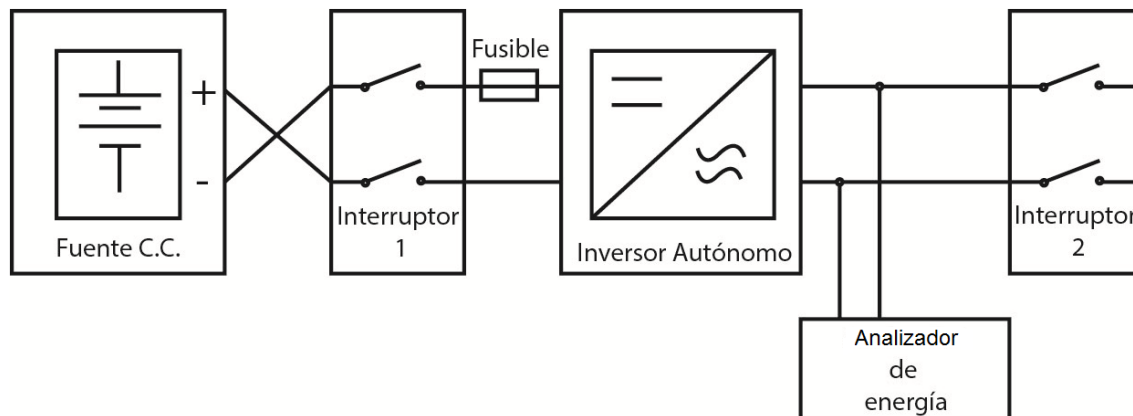 Fusible
+
-
Fuente C.C.
Interruptor
1
Inversor Autónomo
Interruptor
2
Analizador
de
energía